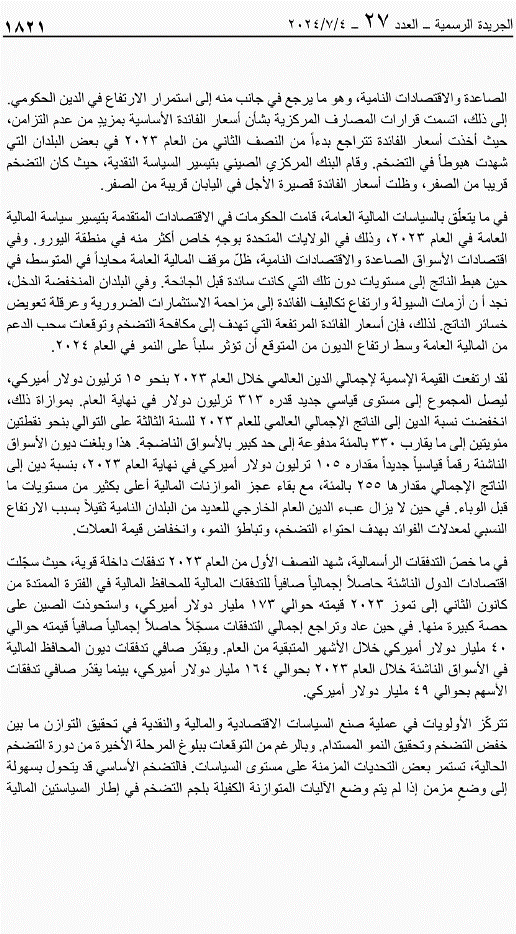 الجريدة الرسمية – العدد ٢٧ – ٢٠٢٤/٧/٤
١٨٢١
الصاعدة والاقتصادات النامية، وهو ما يرجع في جانب منه إلى استمرار الارتفاع في الدين الحكومي.
إلى ذلك، اتسمت قرارات المصارف المركزية بشأن أسعار الفائدة الأساسية بمزيدٍ من عدم التزامن،
حيث أخذت أسعار الفائدة تتراجع بدءاً من النصف الثاني من العام ٢٠٢٣ في بعض البلدان التي
شهدت هبوطاً في التضخم. وقام البنك المركزي الصيني بتيسير السياسة النقدية، حيث كان التضخم
قريبا من الصفر، وظلت أسعار الفائدة قصيرة الأجل في اليابان قريبة من الصفر.
في ما يتعلّق بالسياسات المالية العامة، قامت الحكومات في الاقتصادات المتقدمة بتيسير سياسة المالية
العامة في العام ٢٠٢٣، وذلك في الولايات المتحدة بوجهٍ خاص أكثر منه في منطقة اليورو. وفي
اقتصادات الأسواق الصاعدة والاقتصادات النامية، ظلّ موقف المالية العامة محايداً في المتوسط، في
حين هبط الناتج إلى مستويات دون تلك التي كانت سائدة قبل الجائحة. وفي البلدان المنخفضة الدخل،
نجد أ ن أزمات السيولة وارتفاع تكاليف الفائدة إلى مزاحمة الاستثمارات الضرورية وعرقلة تعويض
خسائر الناتج. لذلك، فإن أسعار الفائدة المرتفعة التي تهدف إلى مكافحة التضخم وتوقعات سحب الدعم
من المالية العامة وسط ارتفاع الديون من المتوقع أن تؤثر سلباً على النمو في العام ٢٠٢٤.
لقد ارتفعت القيمة الإسمية لإجمالي الدين العالمي خلال العام ٢٠٢٣ بنحو ١٥ ترليون دولار أميركي،
ليصل المجموع إلى مستوى قياسي جديد قدره ٣١٣ ترليون دولار في نهاية العام. بموازاة ذلك،
انخفضت نسبة الدين إلى الناتج الإجمالي العالمي للعام ٢٠٢٣ للسنة الثالثة على التوالي بنحو نقطتين
مئويتين إلى ما يقارب ٣٣٠ بالمئة مدفوعة إلى حد كبير بالأسواق الناضجة. هذا وبلغت ديون الأسواق
الناشئة رقماً قياسياً جديداً مقداره ١٠٥ ترليون دولار أميركي في نهاية العام ٢٠٢٣، بنسبة دين إلى
الناتج الإجمالي مقدارها ٢٥٥ بالمئة، مع بقاء عجز الموازنات المالية أعلى بكثير من مستويات ما
قبل الوباء. في حين لا يزال عبء الدين العام الخارجي للعديد من البلدان النامية ثقيلاً بسبب الارتفاع
النسبي لمعدلات الفوائد بهدف احتواء التضخم، وتباطؤ النمو، وانخفاض قيمة العملات.
في ما خصّ التدفقات الرأسمالية، شهد النصف الأول من العام ٢٠٢٣ تدفقات داخلة قوية، حيث سجّلت
اقتصادات الدول الناشئة حاصلاً إجمالياً صافياً للتدفقات المالية للمحافظ المالية في الفترة الممتدة من
كانون الثاني إلى تموز ٢٠٢٣ قيمته حوالي ١٧٣ مليار دولار أميركي، واستحوذت الصين على
حصة كبيرة منها. في حين عاد وتراجع إجمالي التدفقات مسجّلاً حاصلاً إجمالياً صافياً قيمته حوالي
٤٠ مليار دولار أميركي خلال الأشهر المتبقية من العام. ويقدّر صافي تدفقات ديون المحافظ المالية
في الأسواق الناشئة خلال العام ٢٠٢٣ بحوالي ١٦٤ مليار دولار أميركي، بينما يقدّر صافي تدفقات
الأسهم بحوالي ٤٩ مليار دولار أميركي.
تتركّز الأولويات في عملية صنع السياسات الاقتصادية والمالية والنقدية في تحقيق التوازن ما بين
خفض التضخم وتحقيق النمو المستدام. وبالرغم من التوقعات ببلوغ المرحلة الأخيرة من دورة التضخم
الحالية، تستمر بعض التحديات المزمنة على مستوى السياسات. فالتضخم الأساسي قد يتحول بسهولة
إلى وضعٍ مزمن إذا لم يتم وضع الآليات المتوازنة الكفيلة بلجم التضخم في إطار السياستين المالية